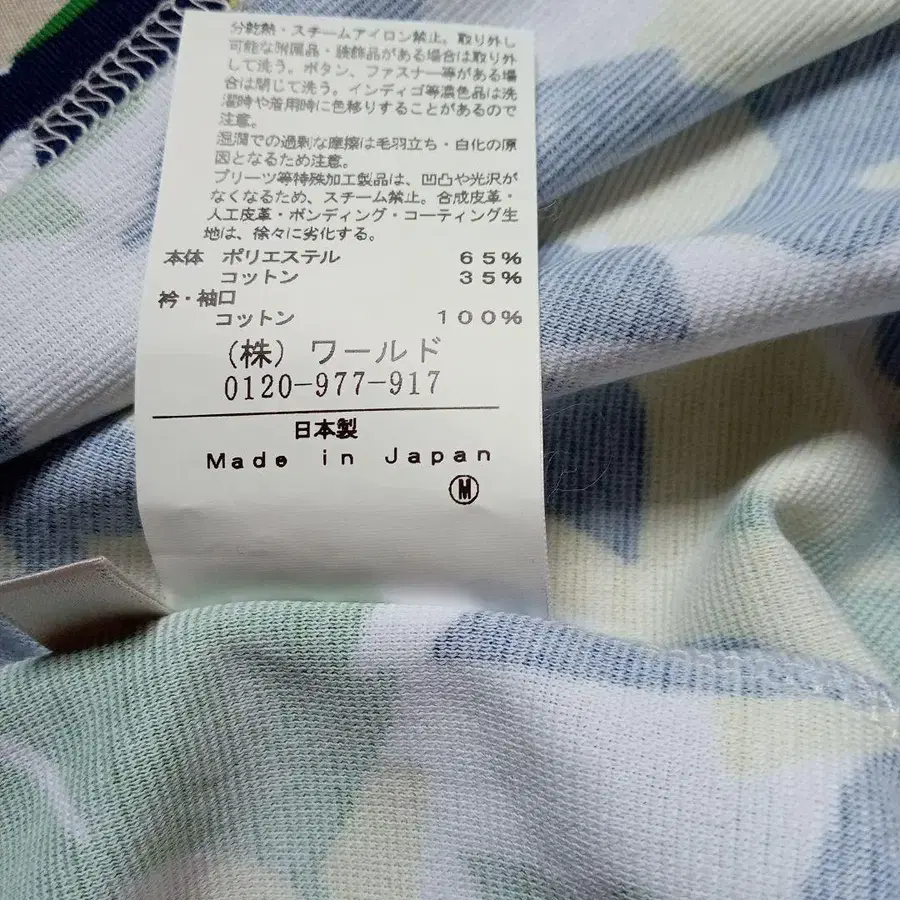 分乾熱・スチームアイロン禁止。取り外し
可能な附属品・装飾品がある場合は取り外
して洗う。ボタン、ファスナー等がある場
合は閉じて洗う。インディゴ等濃色品は洗
濯時や着用時に色移りすることがあるので
注意。
湿潤での過剰な摩擦は毛羽立ち・白化の原
因となるため注意。
プリーツ等特殊加工製品は、凹凸や光沢が
なくなるため、スチーム禁止。合成皮革・
人工皮革・ボンディング・コーティング生
地は、徐々に劣化する。
本体 ポリエステル 65%
コットン 35%
衿・袖口
コットン 100%
(株) ワールド
0120-977-917
日本製
Made in Japan
M